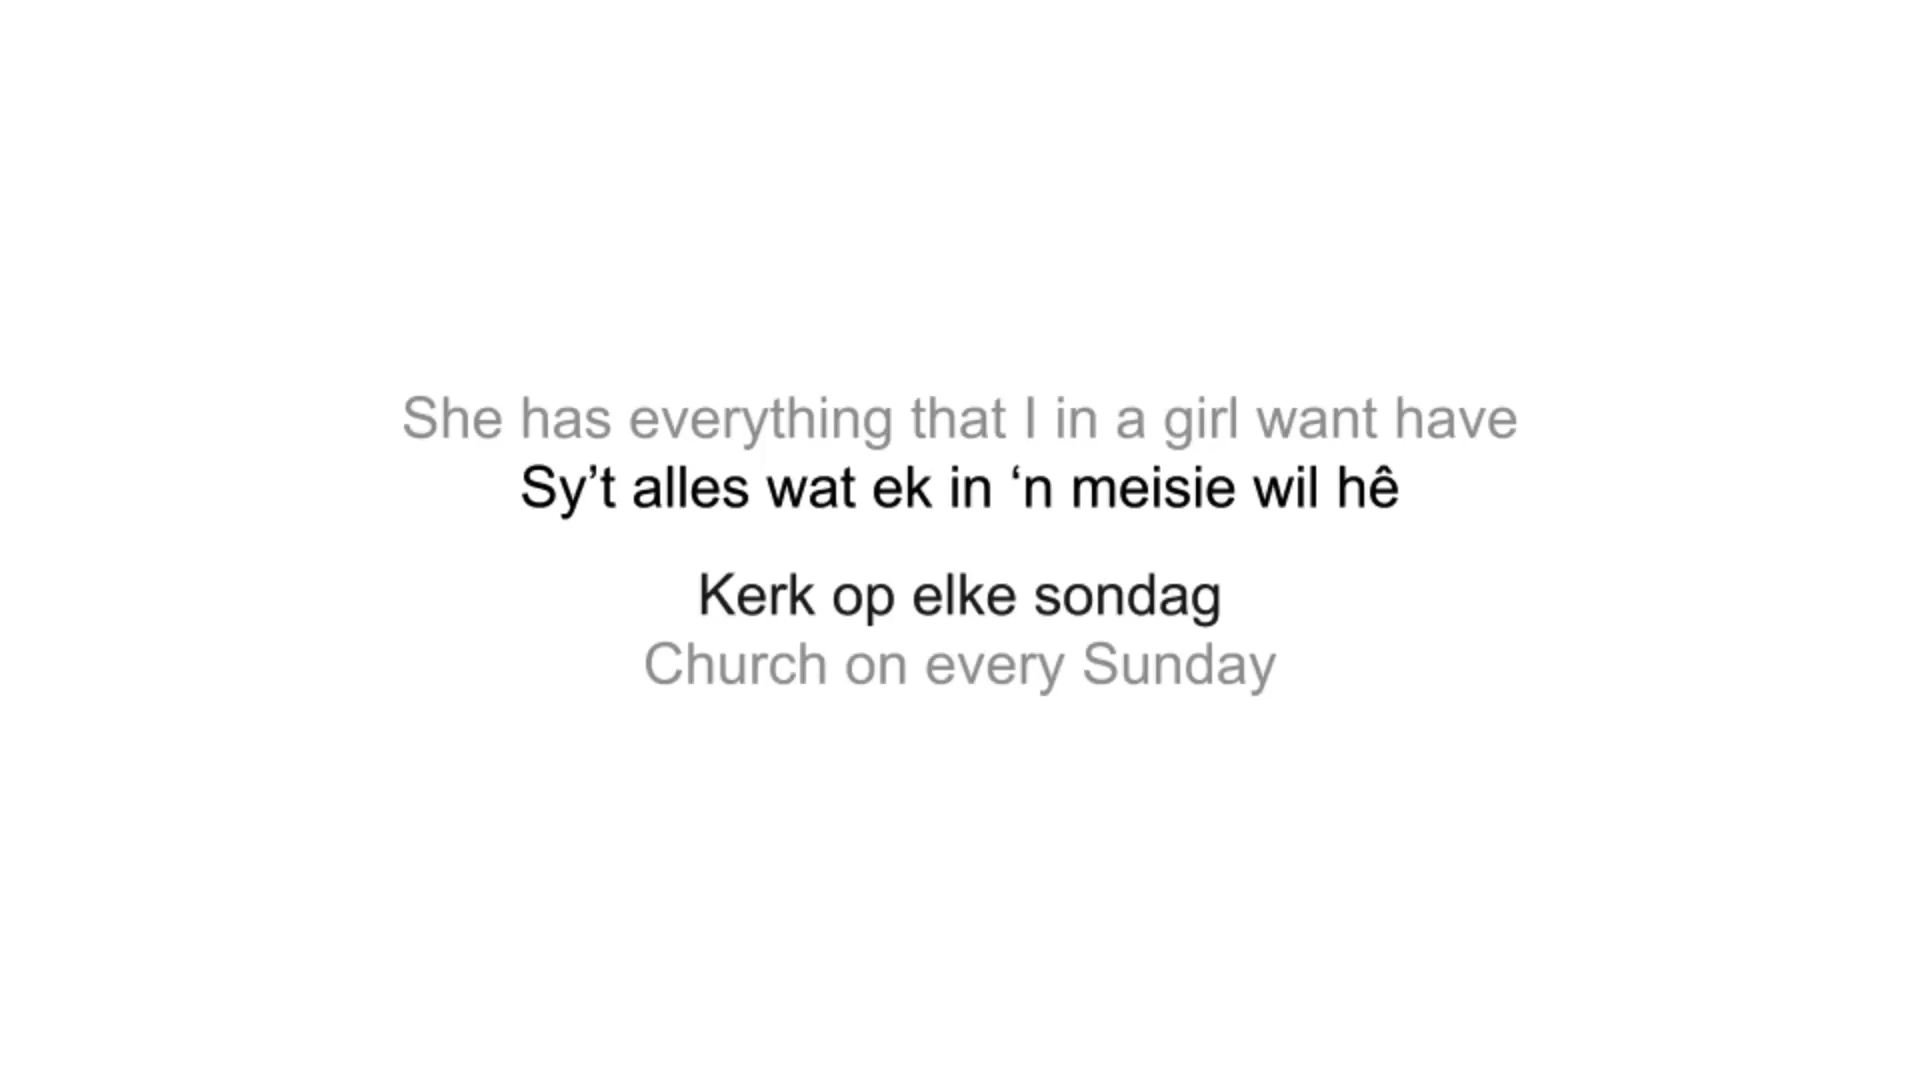 She has everything that I in a girl want have
Sy’t alles wat ek in ‘n meisie wil hê
Kerk op elke sondag
Church on every Sunday